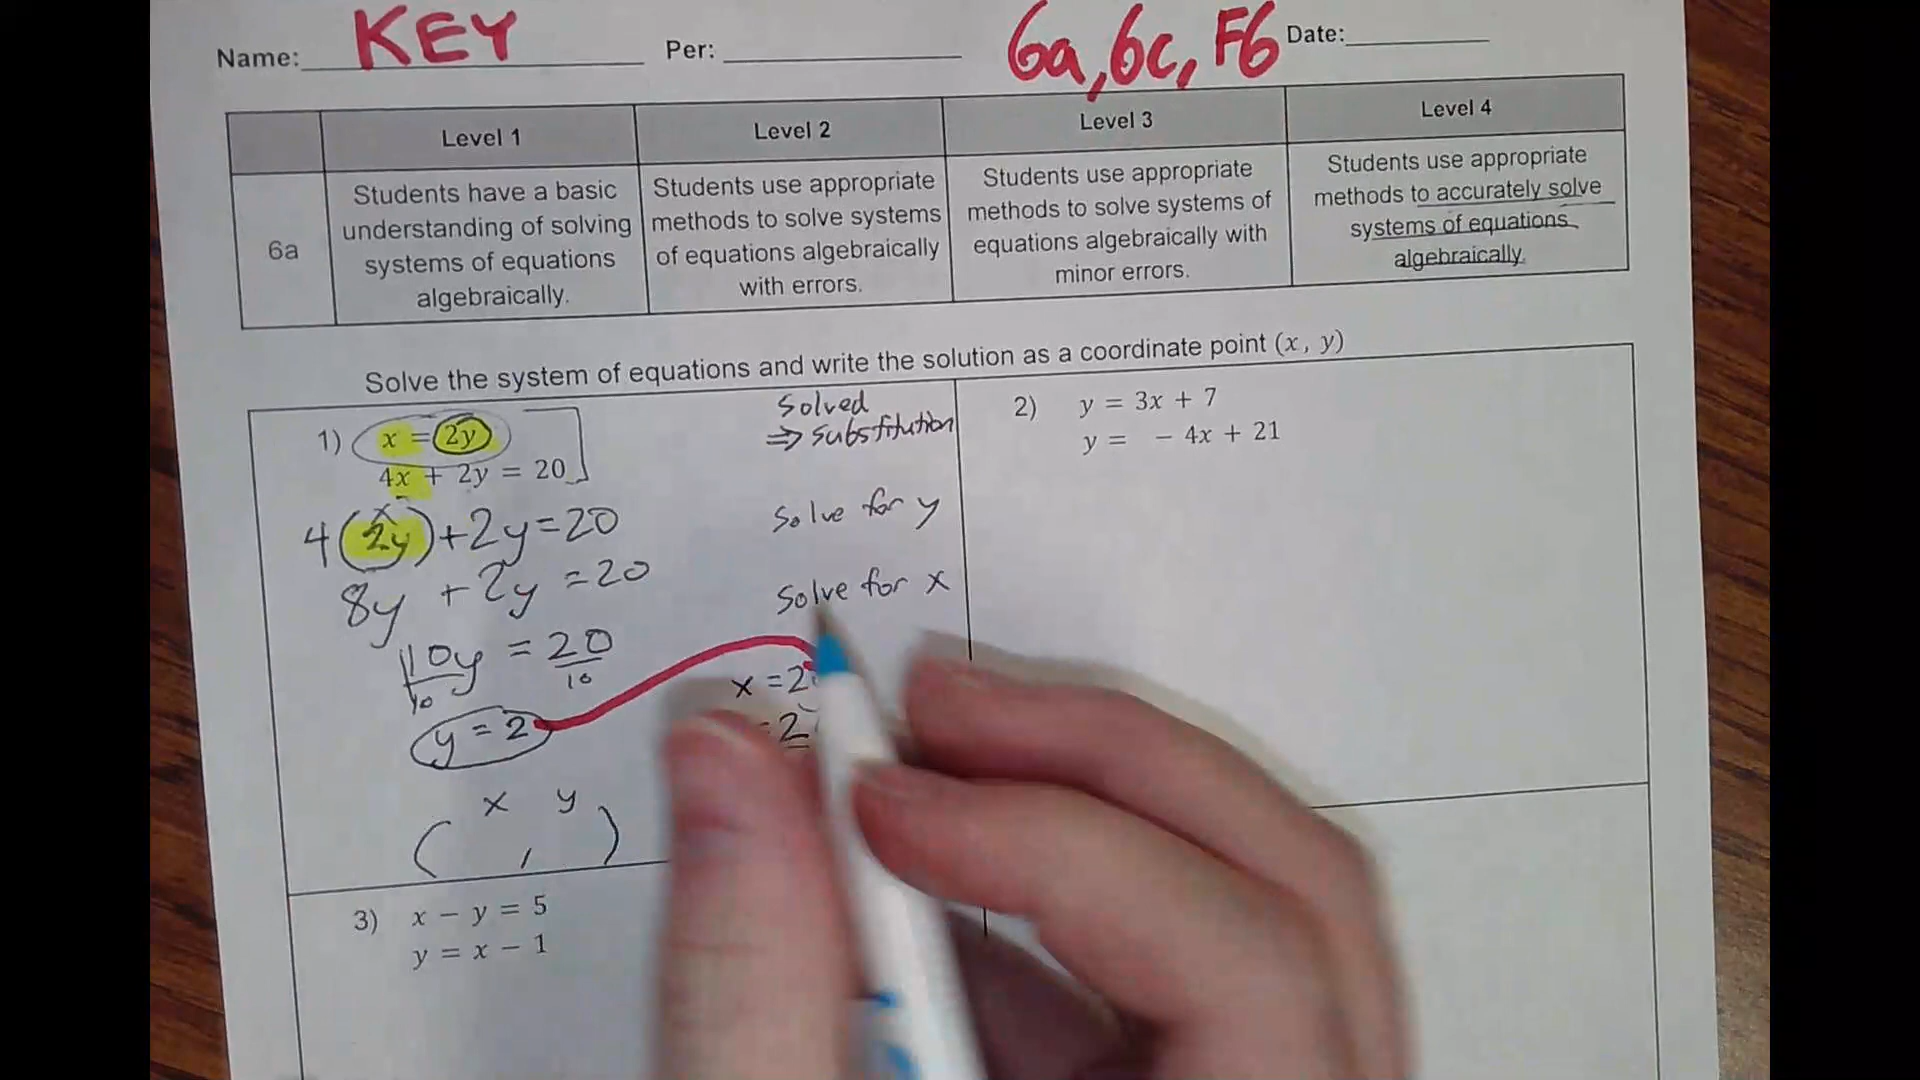 Name: KEY Per: 6a, 6c, F6 Date:
Level 1 Level 2 Level 3 Level 4
6a
Students have a basic
understanding of solving
systems of equations
algebraically.
Students use appropriate
methods to solve systems
of equations algebraically
with errors.
Students use appropriate
methods to solve systems of
equations algebraically with
minor errors.
Students use appropriate
methods to accurately solve
systems of equations
algebraically.
Solve the system of equations and write the solution as a coordinate point (x, y)
1) x = 2y
4x + 2y = 20
Solved
⇒ substitution
x
4(2y)+2y=20
8y + 2y = 20
10y = 20
10 10
y = 2
Solve for y
Solve for x
x = 2
= 2
x y
( , )
2) y = 3x + 7
y = - 4x + 21
3) x - y = 5
y = x - 1